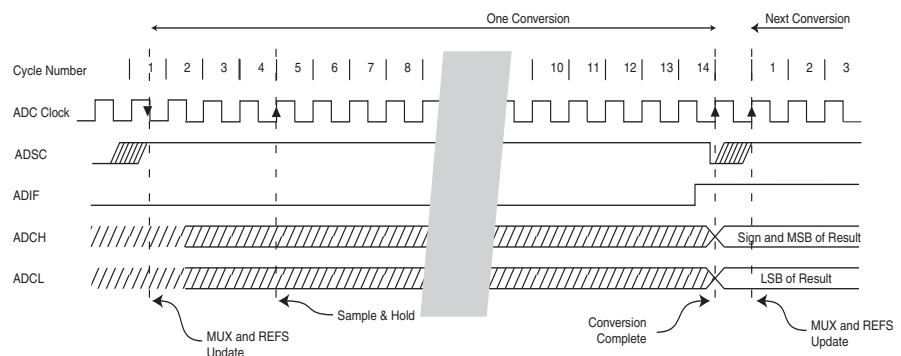 One Conversion
Next Conversion
Cycle Number 1 2 3 4 5 6 7 8 10 11 12 13 14 1 2 3
ADC Clock
ADSC
ADIF
ADCH
Sign and MSB of Result
ADCL
LSB of Result
MUX and REFS
Update
Sample & Hold
Conversion
Complete
MUX and REFS
Update